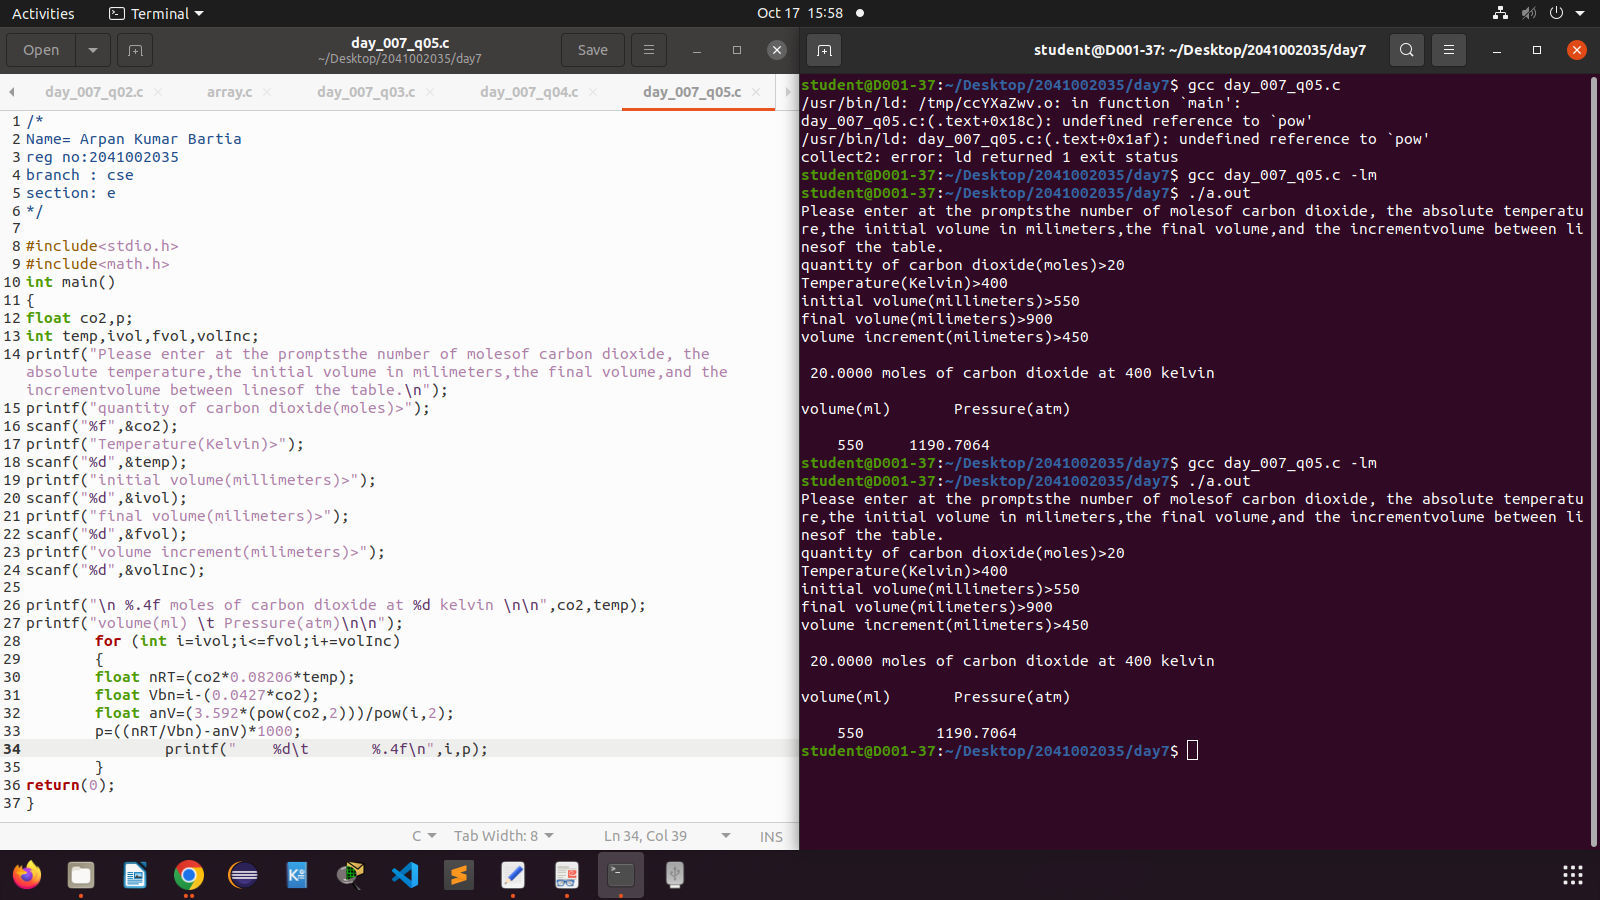 Activities
Terminal
Oct 17 15:58
Open
day_007_q05.c
~/Desktop/2041002035/day7
Save
student@D001-37: ~/Desktop/2041002035/day7
day_007_q02.c
array.c
day_007_q03.c
day_007_q04.c
day_007_q05.c
1 /*
2 Name= Arpan Kumar Bartia
3 reg no:2041002035
4 branch : cse
5 section: e
6 */
7
8 #include<stdio.h>
9 #include<math.h>
10 int main()
11 {
12 float co2,p;
13 int temp,ivol,fvol,volInc;
14 printf("Please enter at the promptsthe number of molesof carbon dioxide, the
absolute temperature,the initial volume in milimeters,the final volume,and the
incrementvolume between linesof the table.\n");
15 printf("quantity of carbon dioxide(moles)>");
16 scanf("%f",&co2);
17 printf("Temperature(Kelvin)>");
18 scanf("%d",&temp);
19 printf("initial volume(millimeters)>");
20 scanf("%d",&ivol);
21 printf("final volume(milimeters)>");
22 scanf("%d",&fvol);
23 printf("volume increment(milimeters)>");
24 scanf("%d",&volInc);
25
26 printf("\n %.4f moles of carbon dioxide at %d kelvin \n\n",co2,temp);
27 printf("volume(ml) \t Pressure(atm)\n\n");
28 for (int i=ivol;i<=fvol;i+=volInc)
29 {
30 float nRT=(co2*0.08206*temp);
31 float Vbn=i-(0.0427*co2);
32 float anV=(3.592*(pow(co2,2)))/pow(i,2);
33 p=((nRT/Vbn)-anV)*1000;
34 printf("    %d\t       %.4f\n",i,p);
35 }
36 return(0);
37 }
C
Tab Width: 8
Ln 34, Col 39
INS
student@D001-37:~/Desktop/2041002035/day7$ gcc day_007_q05.c
/usr/bin/ld: /tmp/ccYXaZwv.o: in function `main':
day_007_q05.c:(.text+0x18c): undefined reference to `pow'
/usr/bin/ld: day_007_q05.c:(.text+0x1af): undefined reference to `pow'
collect2: error: ld returned 1 exit status
student@D001-37:~/Desktop/2041002035/day7$ gcc day_007_q05.c -lm
student@D001-37:~/Desktop/2041002035/day7$ ./a.out
Please enter at the promptsthe number of molesof carbon dioxide, the absolute temperatu
re,the initial volume in milimeters,the final volume,and the incrementvolume between li
nesof the table.
quantity of carbon dioxide(moles)>20
Temperature(Kelvin)>400
initial volume(millimeters)>550
final volume(milimeters)>900
volume increment(milimeters)>450
20.0000 moles of carbon dioxide at 400 kelvin
volume(ml)       Pressure(atm)
550     1190.7064
student@D001-37:~/Desktop/2041002035/day7$ gcc day_007_q05.c -lm
student@D001-37:~/Desktop/2041002035/day7$ ./a.out
Please enter at the promptsthe number of molesof carbon dioxide, the absolute temperatu
re,the initial volume in milimeters,the final volume,and the incrementvolume between li
nesof the table.
quantity of carbon dioxide(moles)>20
Temperature(Kelvin)>400
initial volume(millimeters)>550
final volume(milimeters)>900
volume increment(milimeters)>450
20.0000 moles of carbon dioxide at 400 kelvin
volume(ml)       Pressure(atm)
550        1190.7064
student@D001-37:~/Desktop/2041002035/day7$